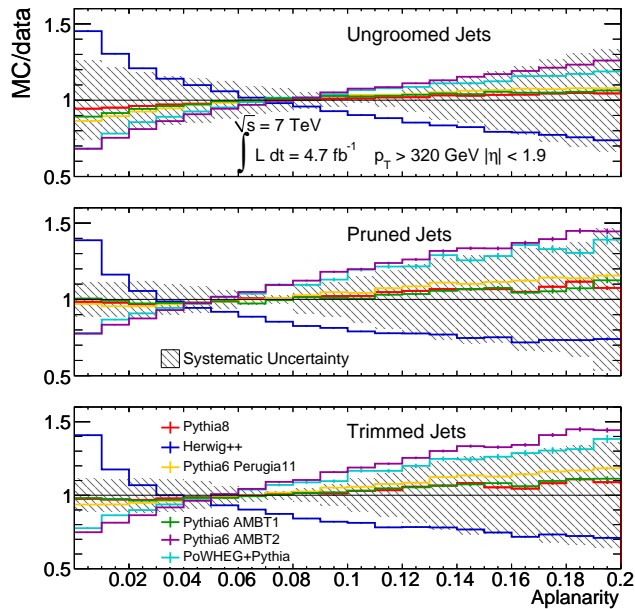 MC/data
1.5
Ungroomed Jets
1
√s = 7 TeV
∫ L dt = 4.7 fb⁻¹ p_T > 320 GeV |η| < 1.9
0.5
1.5
Pruned Jets
1
Systematic Uncertainty
0.5
1.5
Trimmed Jets
Pythia8
Herwig++
Pythia6 Perugia11
1
Pythia6 AMBT1
Pythia6 AMBT2
PoWHEG+Pythia
0.5
0.02 0.04 0.06 0.08 0.1 0.12 0.14 0.16 0.18 0.2
Aplanarity